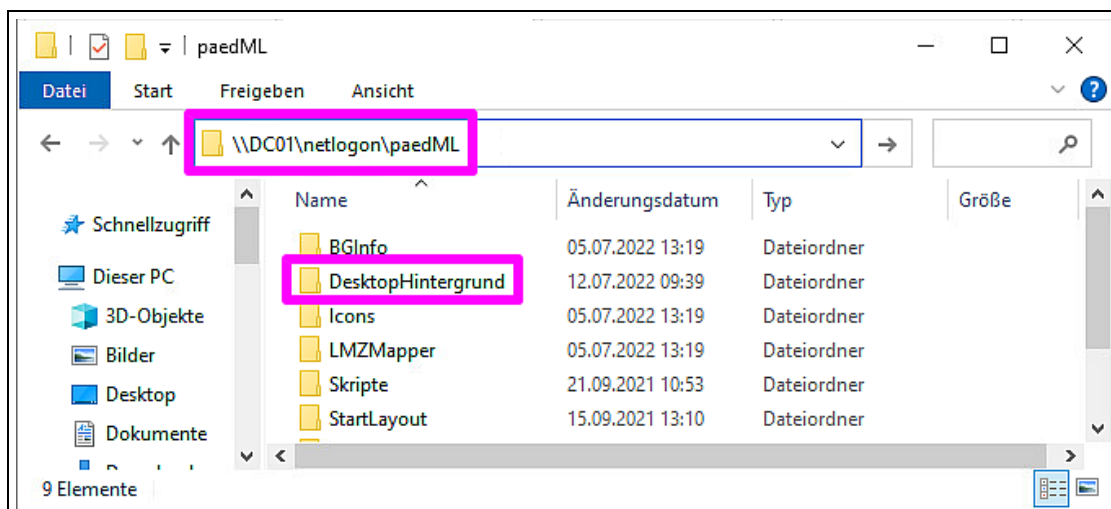 paedML
Datei Start Freigeben Ansicht
\\DC01\netlogon\paedML
Name Änderungsdatum Typ Größe
Schnellzugriff
BGInfo 05.07.2022 13:19 Dateiordner
Dieser PC
DesktopHintergrund 12.07.2022 09:39 Dateiordner
3D-Objekte
Icons 05.07.2022 13:19 Dateiordner
Bilder
LMZMapper 05.07.2022 13:19 Dateiordner
Desktop
Skripte 21.09.2021 10:53 Dateiordner
Dokumente
StartLayout 15.09.2021 13:10 Dateiordner
9 Elemente